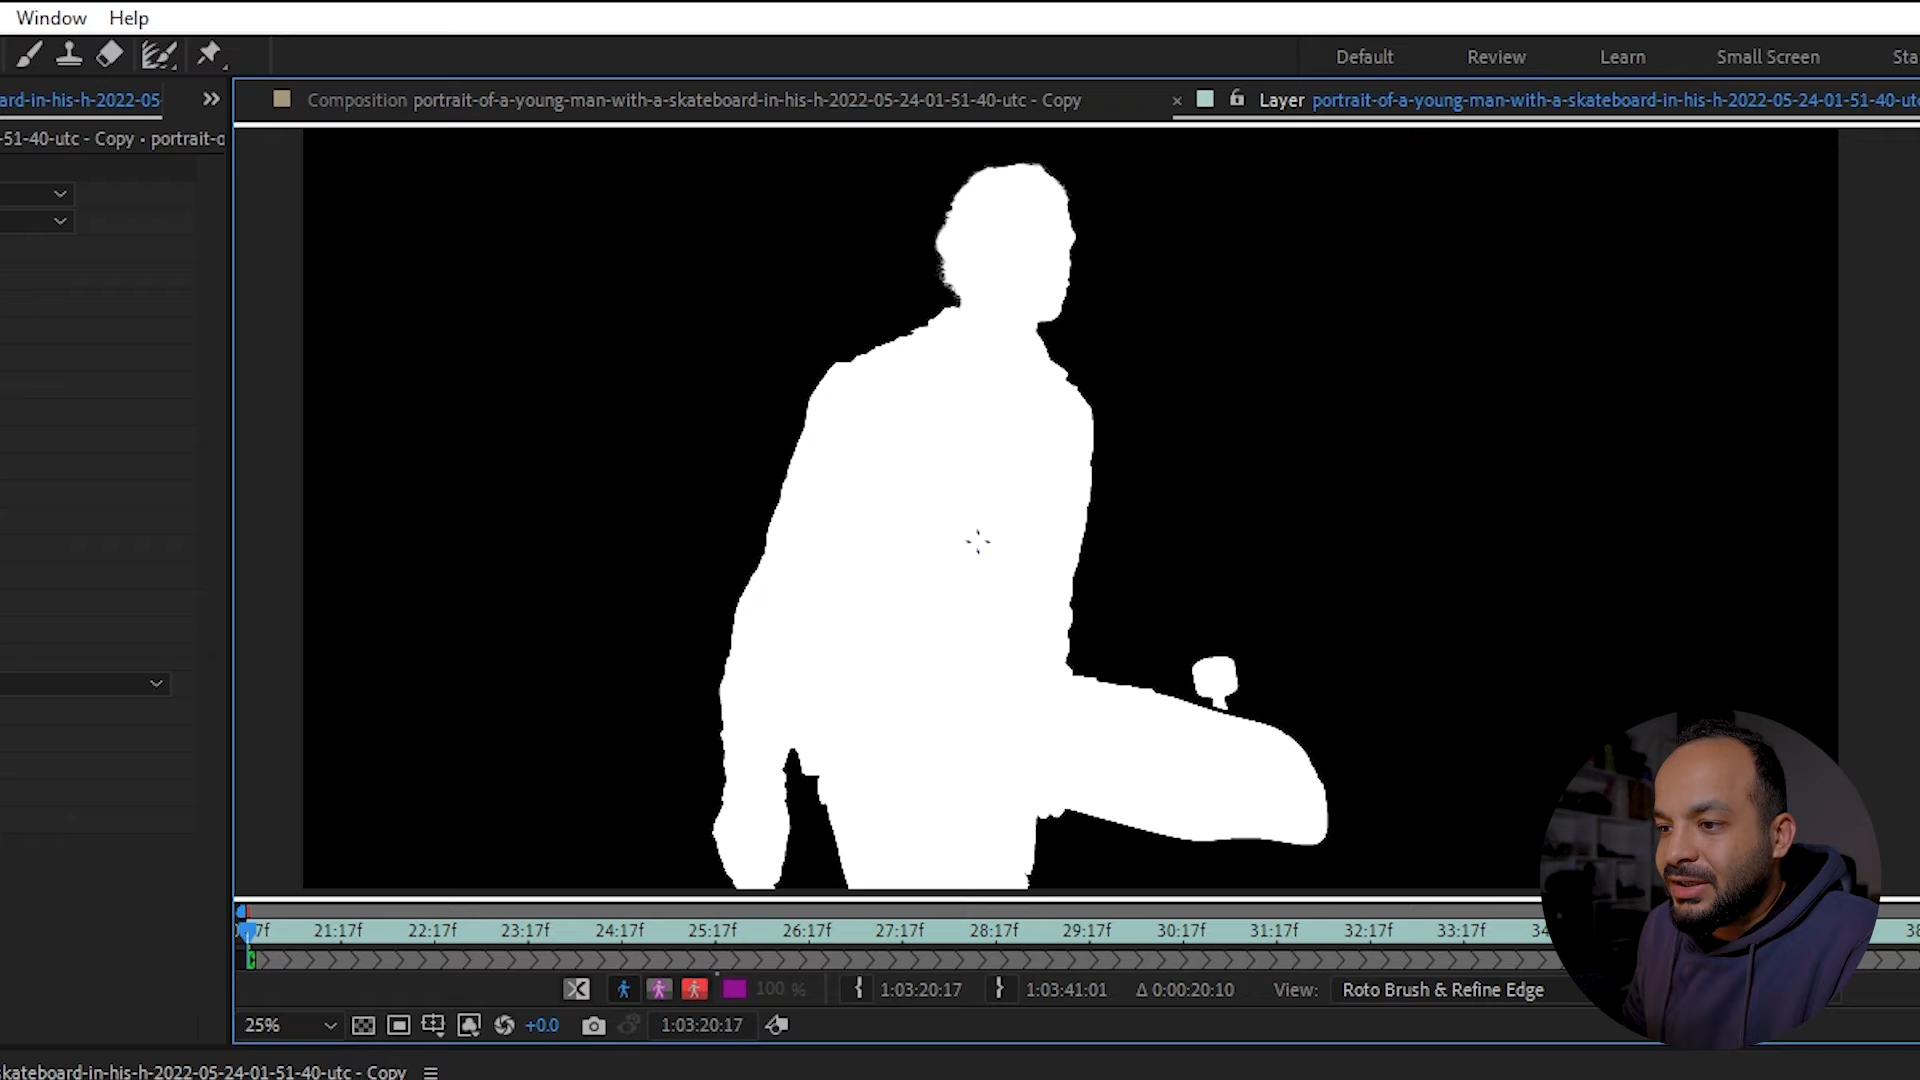 Window Help
Default Review Learn Small Screen Sta
ard-in-his-h-2022-05-
Composition portrait-of-a-young-man-with-a-skateboard-in-his-h-2022-05-24-01-51-40-utc - Copy
Layer portrait-of-a-young-man-with-a-skateboard-in-his-h-2022-05-24-01-51-40-utc
-51-40-utc - Copy • portrait-o
7f 21:17f 22:17f 23:17f 24:17f 25:17f 26:17f 27:17f 28:17f 29:17f 30:17f 31:17f 32:17f 33:17f 34 38
100 % 1:03:20:17 1:03:41:01 Δ 0:00:20:10 View: Roto Brush & Refine Edge
25% +0.0 1:03:20:17
skateboard-in-his-h-2022-05-24-01-51-40-utc - Copy